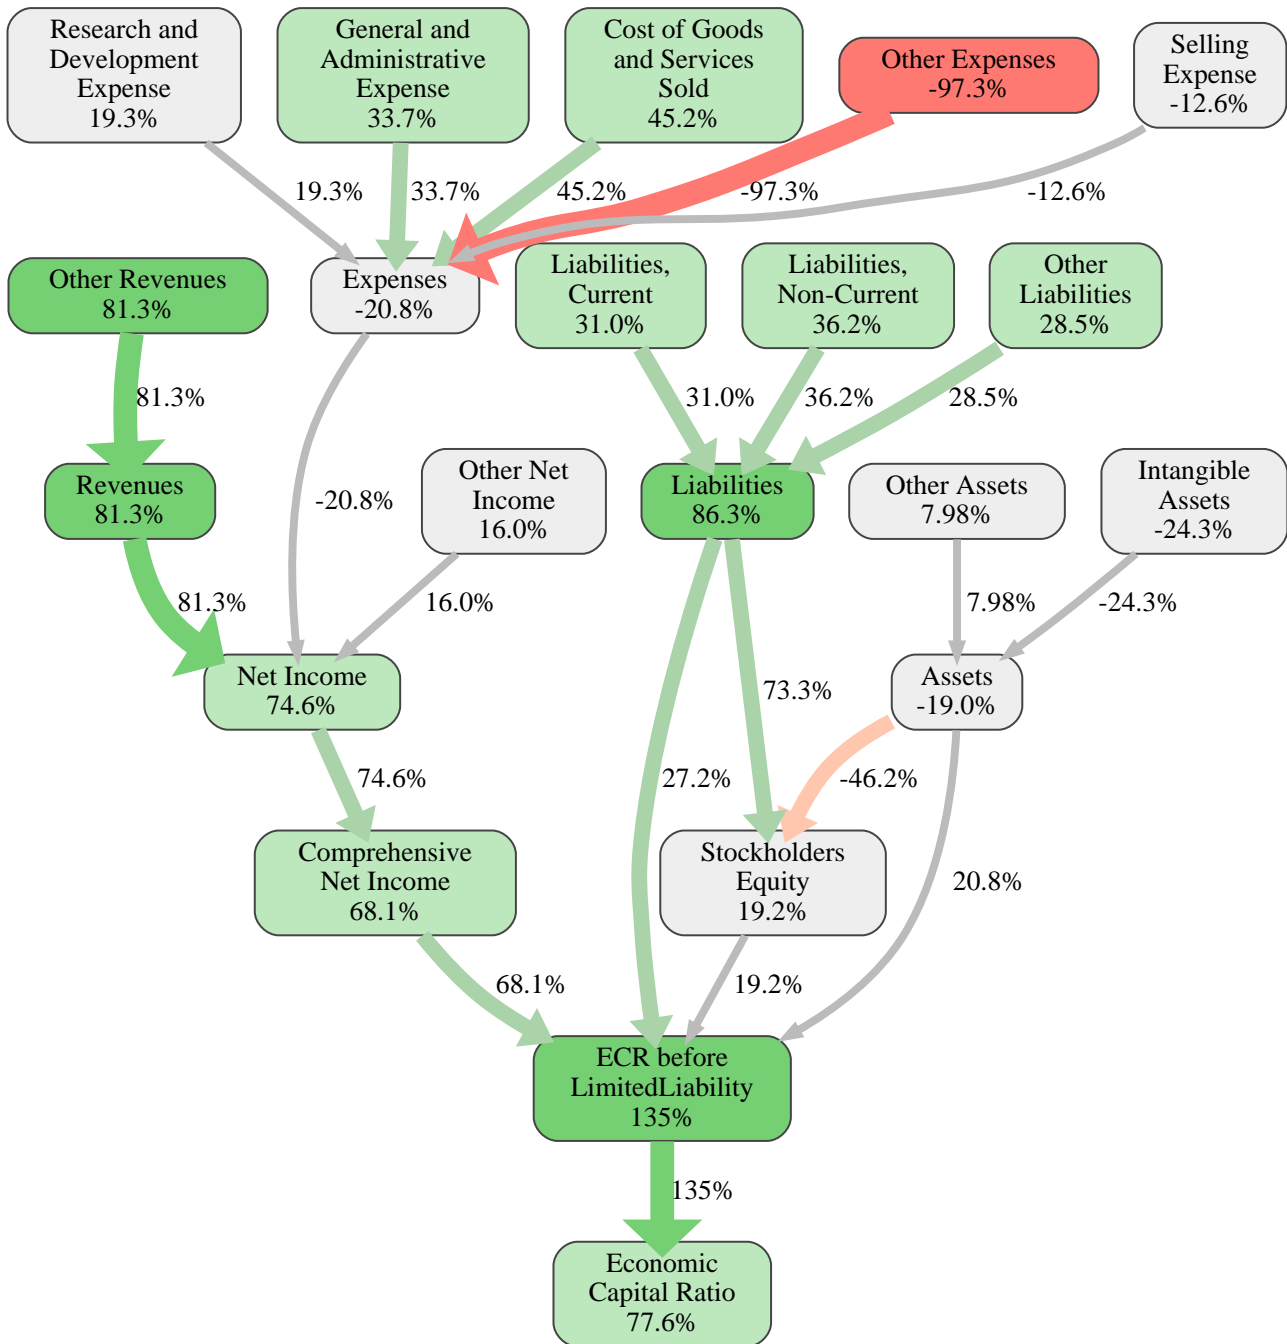 Research and
Development
Expense
19.3%
General and
Administrative
Expense
33.7%
Cost of Goods
and Services
Sold
45.2%
Other Expenses
-97.3%
Selling
Expense
-12.6%
19.3%
33.7%
45.2%
-97.3%
-12.6%
Other Revenues
81.3%
Expenses
-20.8%
Liabilities,
Current
31.0%
Liabilities,
Non-Current
36.2%
Other
Liabilities
28.5%
81.3%
31.0%
36.2%
28.5%
Revenues
81.3%
-20.8%
Other Net
Income
16.0%
Liabilities
86.3%
Other Assets
7.98%
Intangible
Assets
-24.3%
81.3%
16.0%
7.98%
-24.3%
Net Income
74.6%
73.3%
Assets
-19.0%
74.6%
27.2%
-46.2%
Comprehensive
Net Income
68.1%
Stockholders
Equity
19.2%
20.8%
68.1%
19.2%
ECR before
LimitedLiability
135%
135%
Economic
Capital Ratio
77.6%